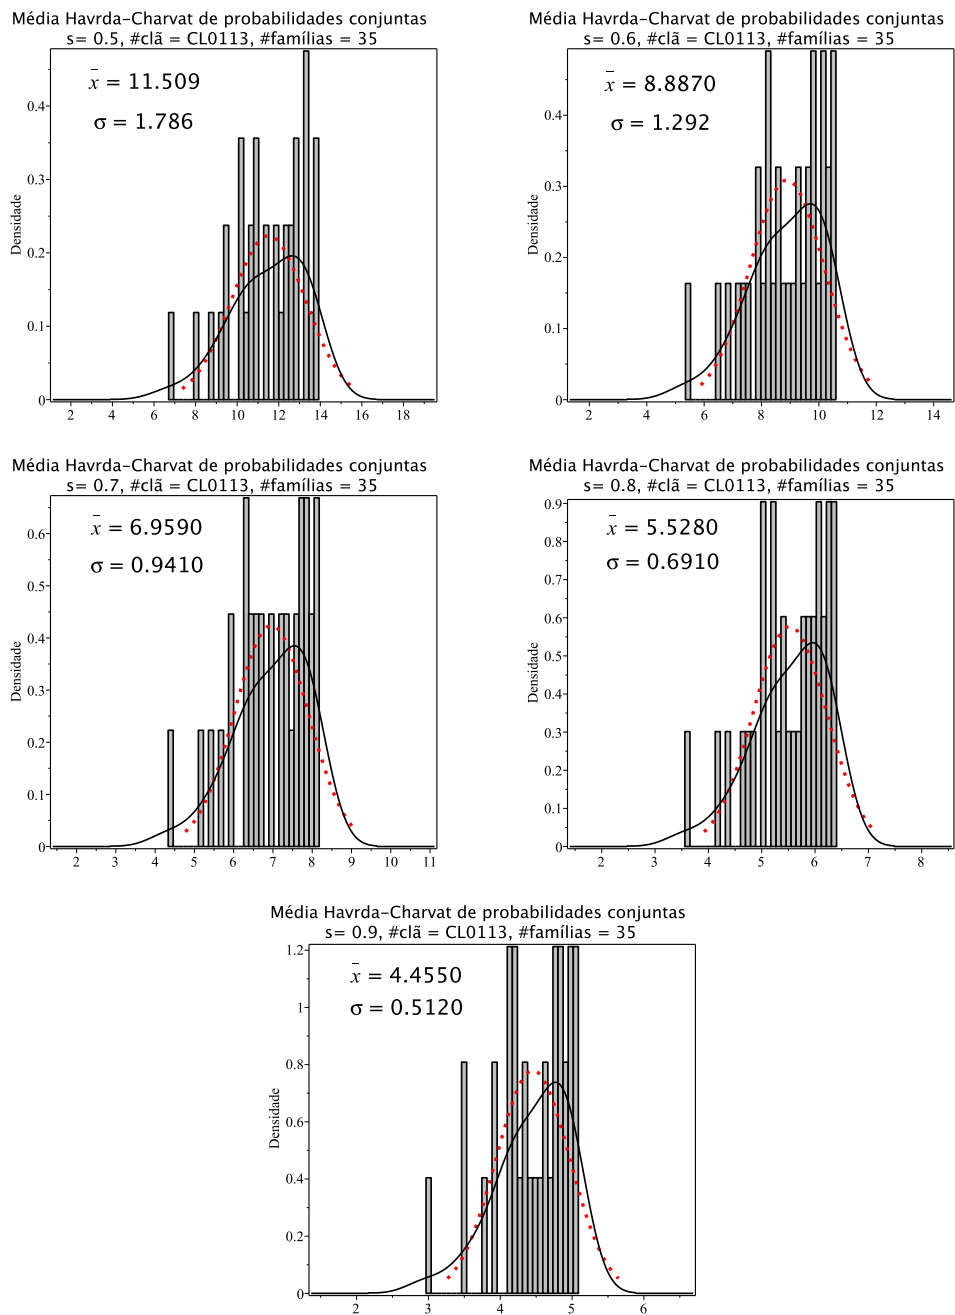 Média Havrda-Charvat de probabilidades conjuntas
s= 0.5, #clã = CL0113, #famílias = 35
x̄ = 11.509
σ = 1.786
Densidade
0.4
0.3
0.2
0.1
0
2 4 6 8 10 12 14 16 18
Média Havrda-Charvat de probabilidades conjuntas
s= 0.6, #clã = CL0113, #famílias = 35
x̄ = 8.8870
σ = 1.292
Densidade
0.4
0.3
0.2
0.1
0
2 4 6 8 10 12 14
Média Havrda-Charvat de probabilidades conjuntas
s= 0.7, #clã = CL0113, #famílias = 35
x̄ = 6.9590
σ = 0.9410
Densidade
0.6
0.5
0.4
0.3
0.2
0.1
0
2 3 4 5 6 7 8 9 10 11
Média Havrda-Charvat de probabilidades conjuntas
s= 0.8, #clã = CL0113, #famílias = 35
x̄ = 5.5280
σ = 0.6910
Densidade
0.9
0.8
0.7
0.6
0.5
0.4
0.3
0.2
0.1
0
2 3 4 5 6 7 8
Média Havrda-Charvat de probabilidades conjuntas
s= 0.9, #clã = CL0113, #famílias = 35
x̄ = 4.4550
σ = 0.5120
Densidade
1.2
1
0.8
0.6
0.4
0.2
0
2 3 4 5 6